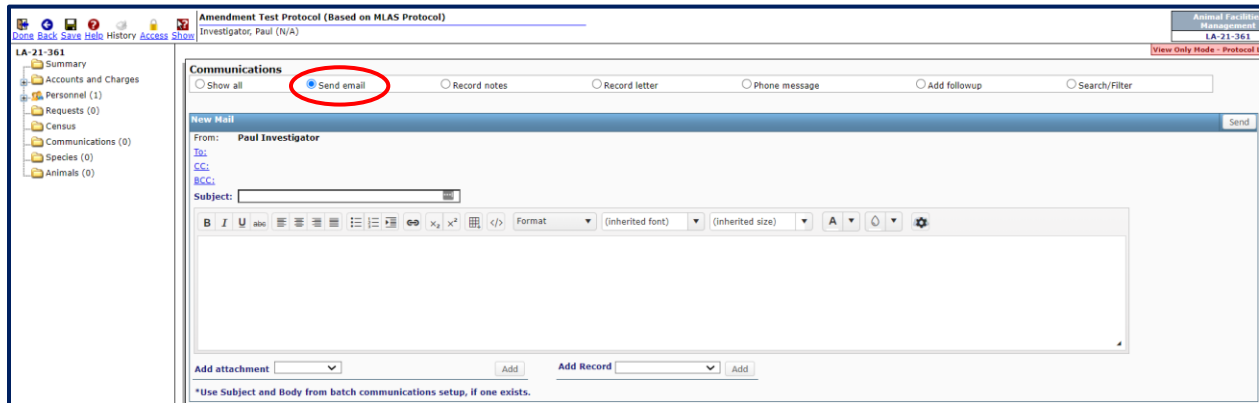 Done Back Save Help History Access Show
Amendment Test Protocol (Based on MLAS Protocol)
Investigator, Paul (N/A)
Animal Facilitie
Management
LA-21-361
View Only Mode - Protocol
LA-21-361
Summary
Accounts and Charges
Personnel (1)
Requests (0)
Census
Communications (0)
Species (0)
Animals (0)
Communications
Show all Send email Record notes Record letter Phone message Add followup Search/Filter
New Mail Send
From: Paul Investigator
To:
CC:
BCC:
Subject:
B I U abc x₂ x² </> Format (inherited font) (inherited size) A
Add attachment Add Add Record Add
*Use Subject and Body from batch communications setup, if one exists.